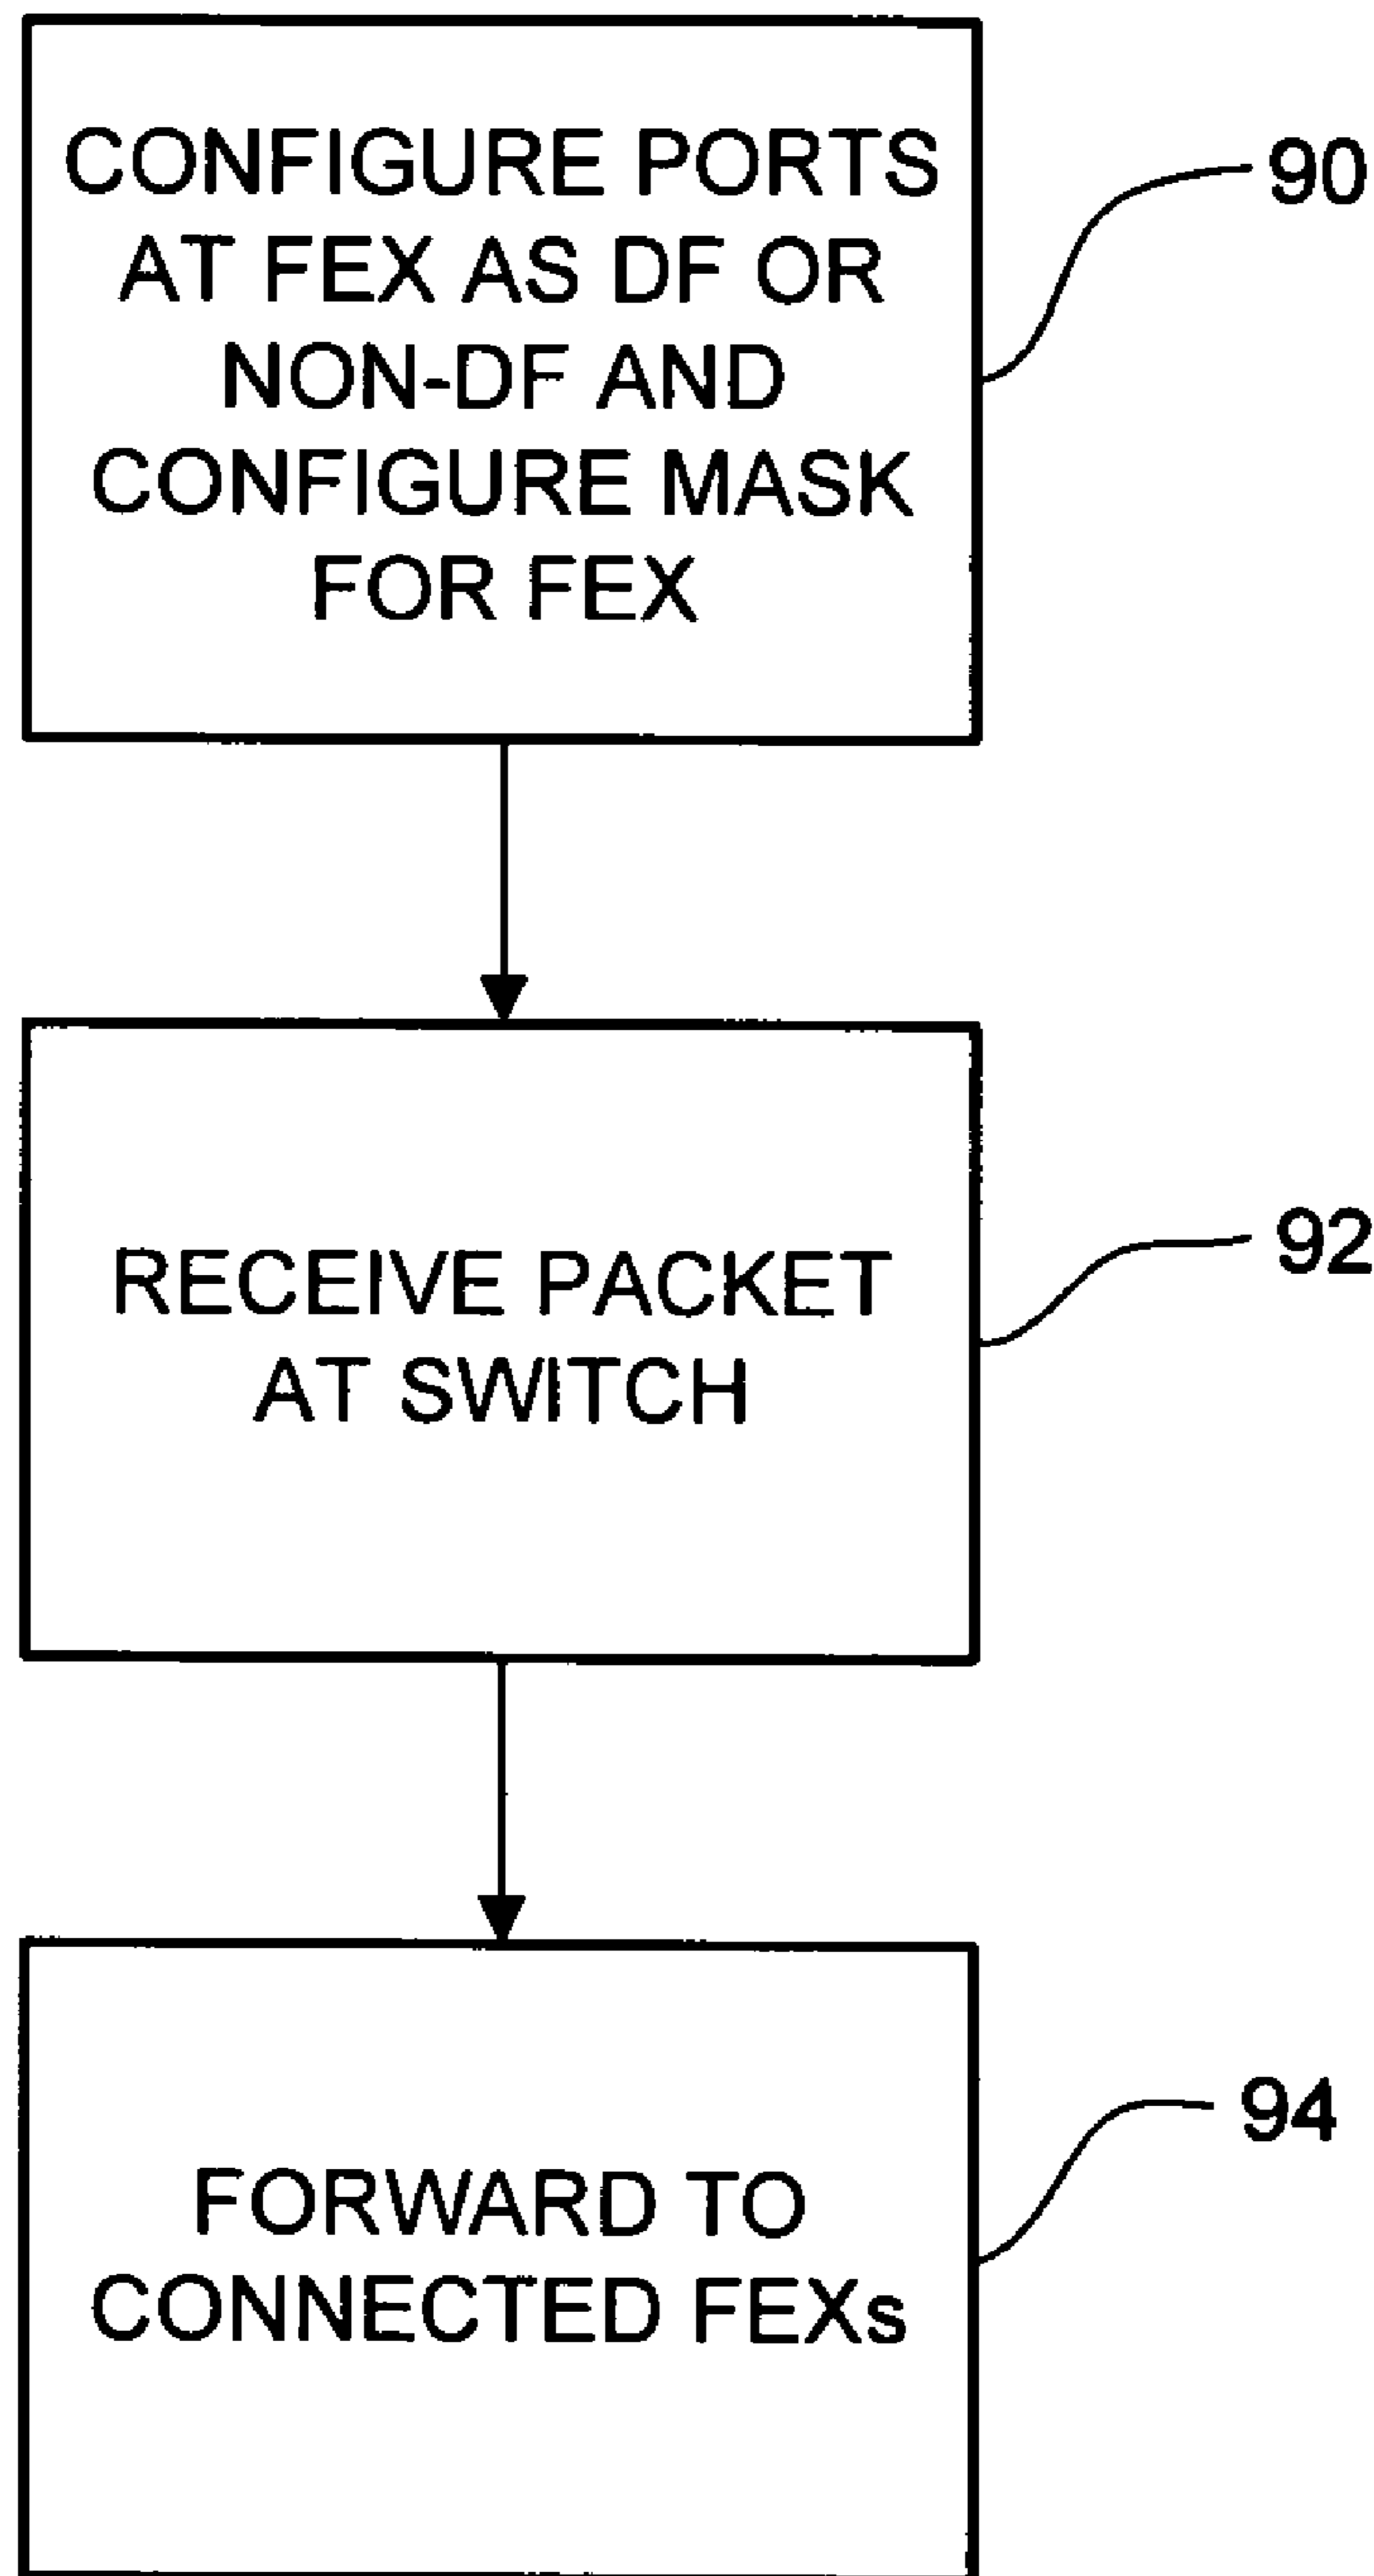 CONFIGURE PORTS
AT FEX AS DF OR
NON-DF AND
CONFIGURE MASK
FOR FEX
90
RECEIVE PACKET
AT SWITCH
92
FORWARD TO
CONNECTED FEXs
94